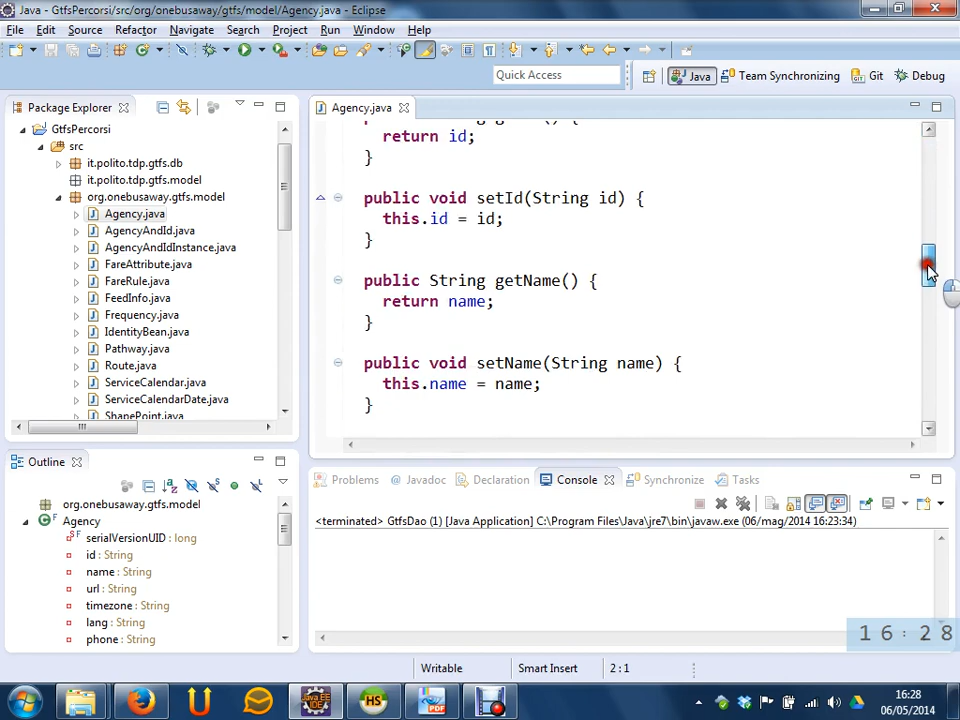 Java - GtfsPercorsi/src/org/onebusaway/gtfs/model/Agency.java - Eclipse
File Edit Source Refactor Navigate Search Project Run Window Help
Quick Access
Java Team Synchronizing Git Debug
Package Explorer
GtfsPercorsi
src
it.polito.tdp.gtfs.db
it.polito.tdp.gtfs.model
org.onebusaway.gtfs.model
Agency.java
AgencyAndId.java
AgencyAndIdInstance.java
FareAttribute.java
FareRule.java
FeedInfo.java
Frequency.java
IdentityBean.java
Pathway.java
Route.java
ServiceCalendar.java
ServiceCalendarDate.java
ShapePoint.java
Agency.java
return id;
}
public void setId(String id) {
this.id = id;
}
public String getName() {
return name;
}
public void setName(String name) {
this.name = name;
}
Outline
org.onebusaway.gtfs.model
Agency
serialVersionUID : long
id : String
name : String
url : String
timezone : String
lang : String
phone : String
Problems Javadoc Declaration Console Synchronize Tasks
<terminated> GtfsDao (1) [Java Application] C:\Program Files\Java\jre7\bin\javaw.exe (06/mag/2014 16:23:34)
16:28
Writable Smart Insert 2 : 1
16:28
06/05/2014